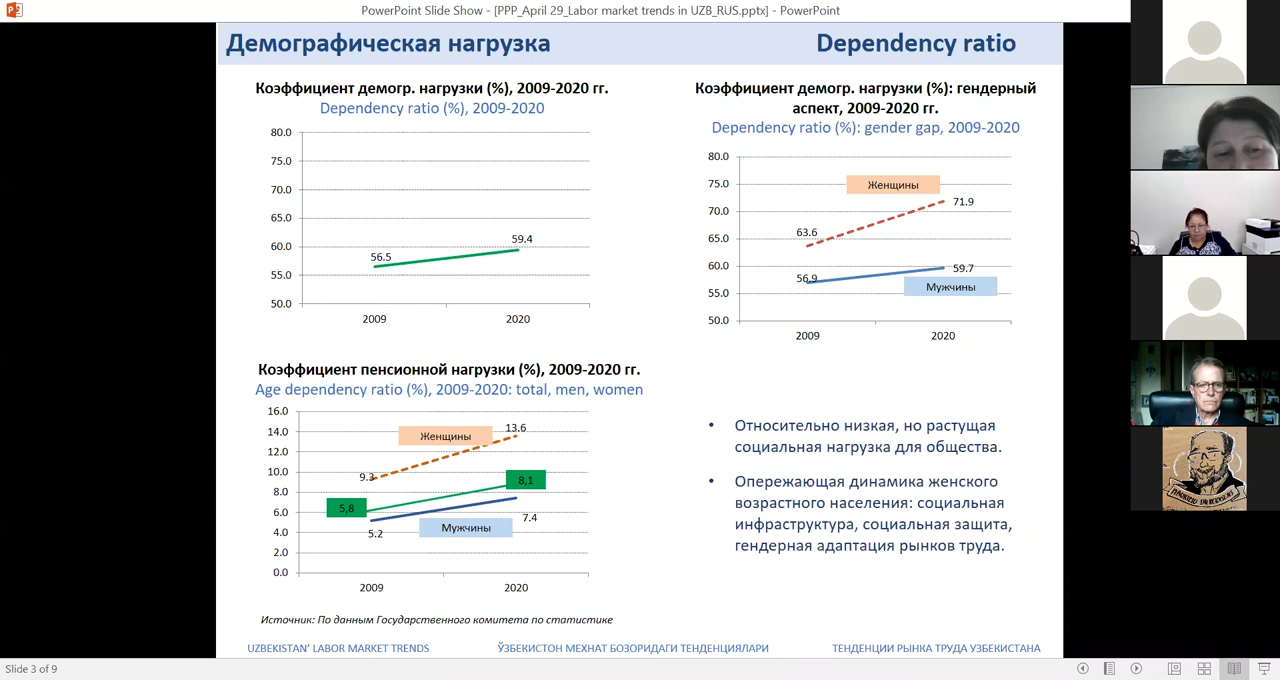 PowerPoint Slide Show - [PPP_April 29_Labor market trends in UZB_RUS.pptx] - PowerPoint
Демографическая нагрузка
Dependency ratio
Коэффициент демогр. нагрузки (%), 2009-2020 гг.
Dependency ratio (%), 2009-2020
80.0
75.0
70.0
65.0
60.0
55.0
50.0
56.5
59.4
2009
2020
Коэффициент демогр. нагрузки (%): гендерный
аспект, 2009-2020 гг.
Dependency ratio (%): gender gap, 2009-2020
80.0
75.0
70.0
65.0
60.0
55.0
50.0
Женщины
63.6
71.9
56.9
59.7
Мужчины
2009
2020
Коэффициент пенсионной нагрузки (%), 2009-2020 гг.
Age dependency ratio (%), 2009-2020: total, men, women
16.0
14.0
12.0
10.0
8.0
6.0
4.0
2.0
0.0
Женщины
13.6
9.3
8,1
5,8
7.4
5.2
Мужчины
2009
2020
• Относительно низкая, но растущая
социальная нагрузка для общества.
• Опережающая динамика женского
возрастного населения: социальная
инфраструктура, социальная защита,
гендерная адаптация рынков труда.
Источник: По данным Государственного комитета по статистике
UZBEKISTAN’ LABOR MARKET TRENDS
ЎЗБЕКИСТОН МЕХНАТ БОЗОРИДАГИ ТЕНДЕНЦИЯЛАРИ
ТЕНДЕНЦИИ РЫНКА ТРУДА УЗБЕКИСТАНА
Slide 3 of 9